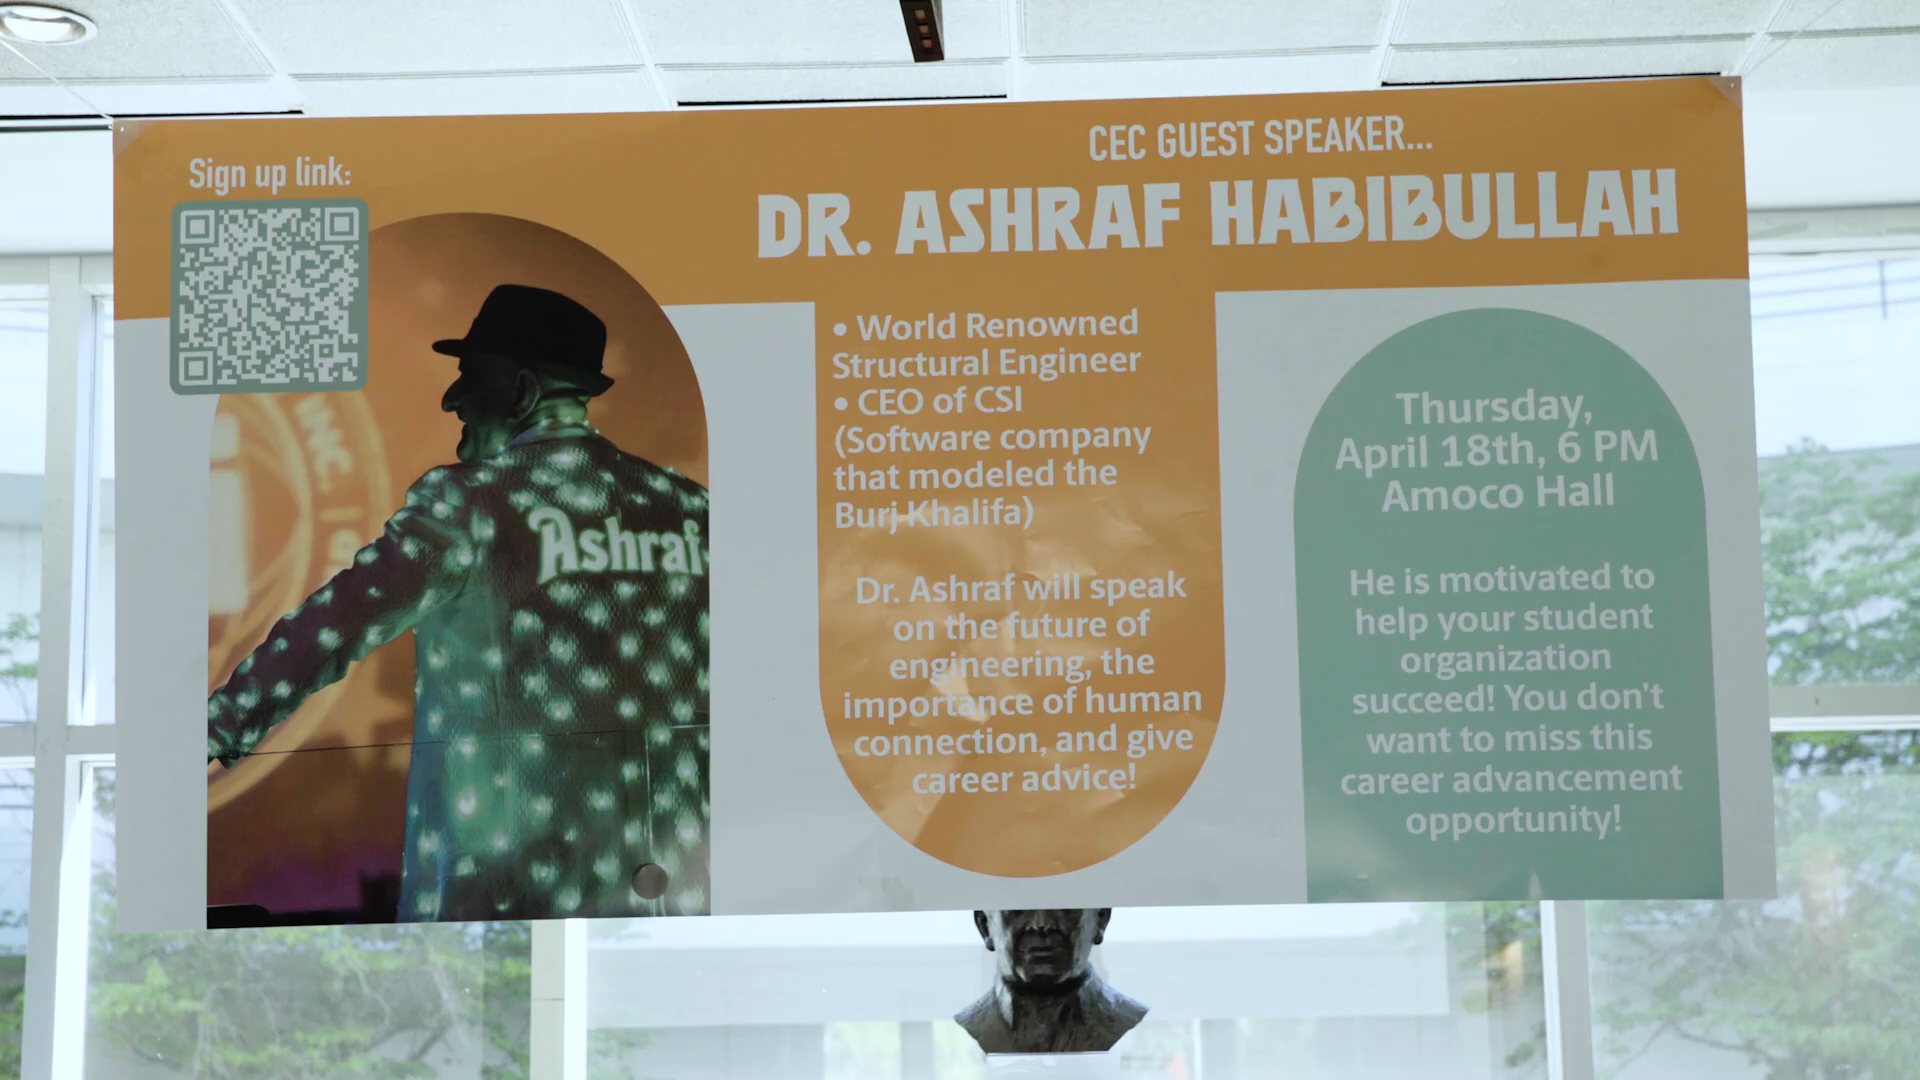 Sign up link:
CEC GUEST SPEAKER...
DR. ASHRAF HABIBULLAH
INC.
Ashraf
• World Renowned
Structural Engineer
• CEO of CSI
(Software company
that modeled the
Burj Khalifa)
Dr. Ashraf will speak
on the future of
engineering, the
importance of human
connection, and give
career advice!
Thursday,
April 18th, 6 PM
Amoco Hall
He is motivated to
help your student
organization
succeed! You don't
want to miss this
career advancement
opportunity!